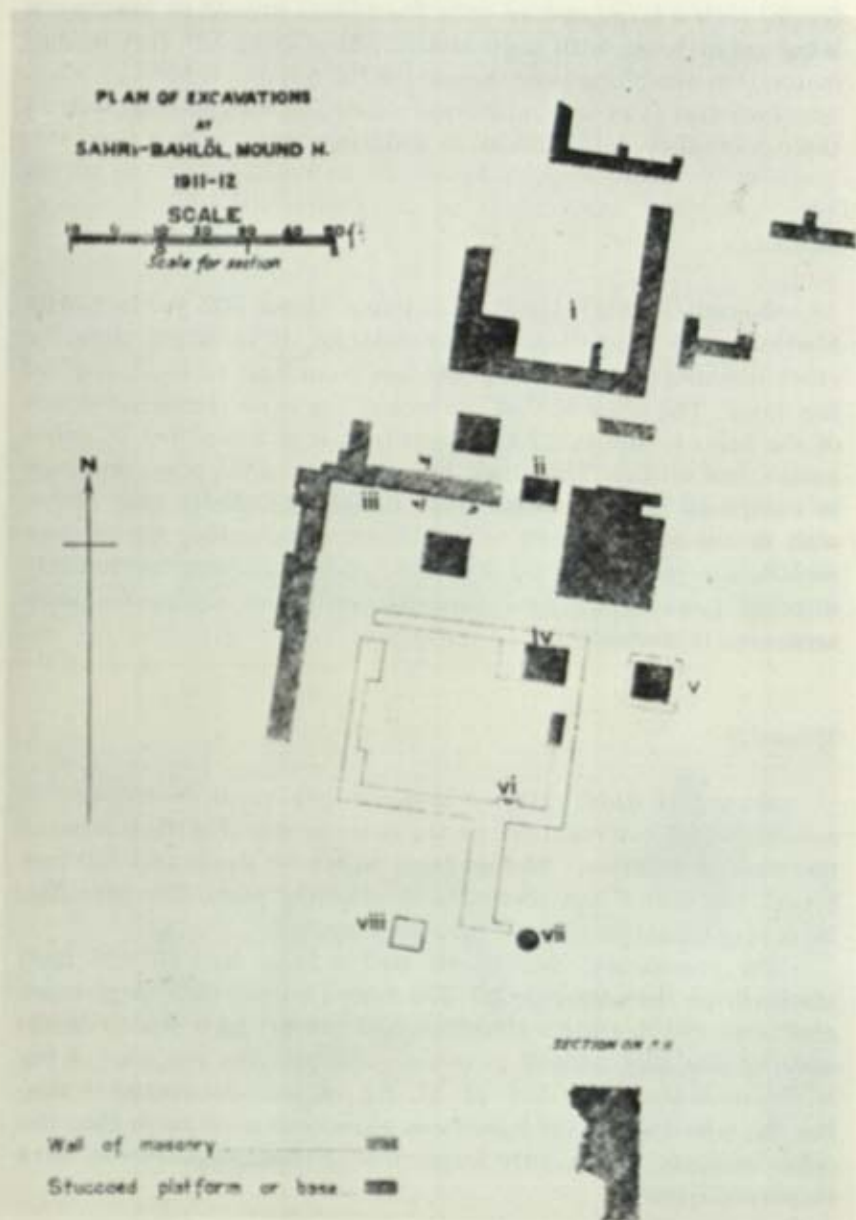 PLAN OF EXCAVATIONS
AT
SAHRI-BAHLŌL, MOUND H.
1911-12
SCALE
Scale for section
N
i
ii
iii
iv
v
vi
viii
vii
SECTION ON
Wall of masonry
Stuccoed platform or base